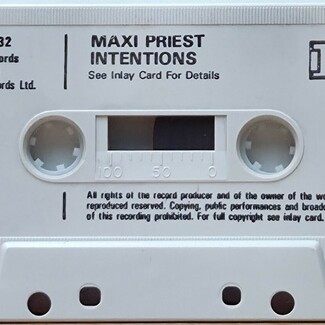 32
MAXI PRIEST
ords
INTENTIONS
See Inlay Card For Details
rds Ltd.
100 50 0
All rights of the record producer and of the owner of the wo
reproduced reserved. Copying, public performances and broadc
of this recording prohibited. For full copyright see inlay card.